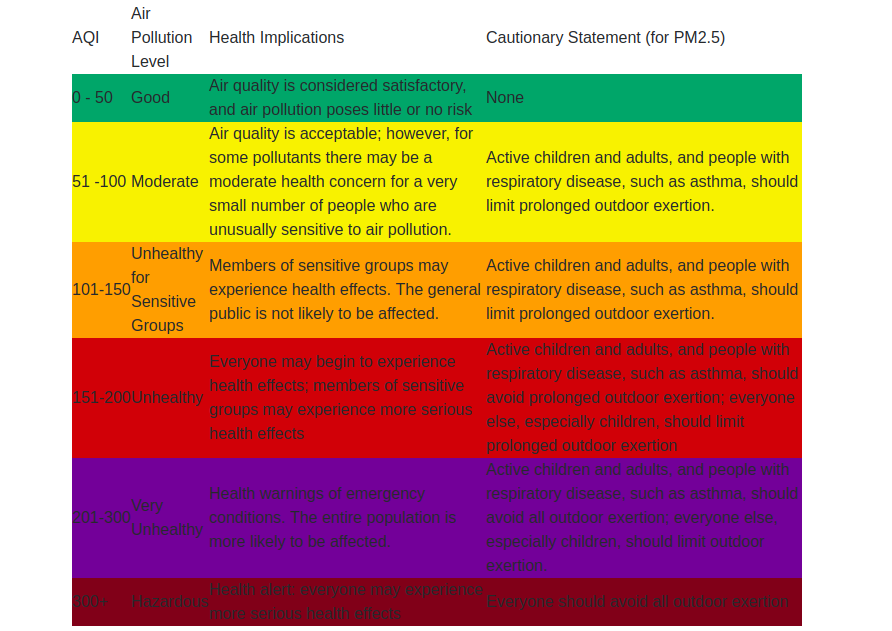 AQI
Air
Pollution
Level
Health Implications
Cautionary Statement (for PM2.5)
0 - 50
Good
Air quality is considered satisfactory,
and air pollution poses little or no risk
None
51 -100
Moderate
Air quality is acceptable; however, for
some pollutants there may be a
moderate health concern for a very
small number of people who are
unusually sensitive to air pollution.
Active children and adults, and people with
respiratory disease, such as asthma, should
limit prolonged outdoor exertion.
101-150
Unhealthy
for
Sensitive
Groups
Members of sensitive groups may
experience health effects. The general
public is not likely to be affected.
Active children and adults, and people with
respiratory disease, such as asthma, should
limit prolonged outdoor exertion.
151-200
Unhealthy
Everyone may begin to experience
health effects; members of sensitive
groups may experience more serious
health effects
Active children and adults, and people with
respiratory disease, such as asthma, should
avoid prolonged outdoor exertion; everyone
else, especially children, should limit
prolonged outdoor exertion
201-300
Very
Unhealthy
Health warnings of emergency
conditions. The entire population is
more likely to be affected.
Active children and adults, and people with
respiratory disease, such as asthma, should
avoid all outdoor exertion; everyone else,
especially children, should limit outdoor
exertion.
300+
Hazardous
Health alert: everyone may experience
more serious health effects
Everyone should avoid all outdoor exertion